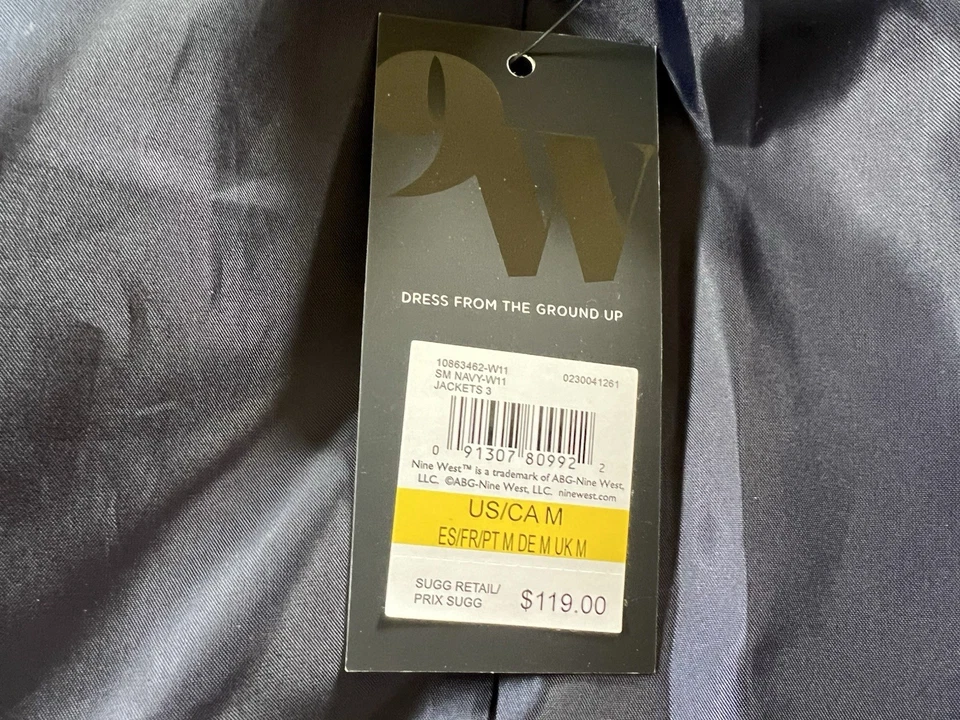 9W
DRESS FROM THE GROUND UP
10863462-W11
SM NAVY-W11 0230041261
JACKETS 3
0 91307 80992 2
Nine West™ is a trademark of ABG-Nine West,
LLC. ©ABG-Nine West, LLC. ninewest.com
US/CA M
ES/FR/PT M DE M UK M
SUGG RETAIL/
PRIX SUGG $119.00